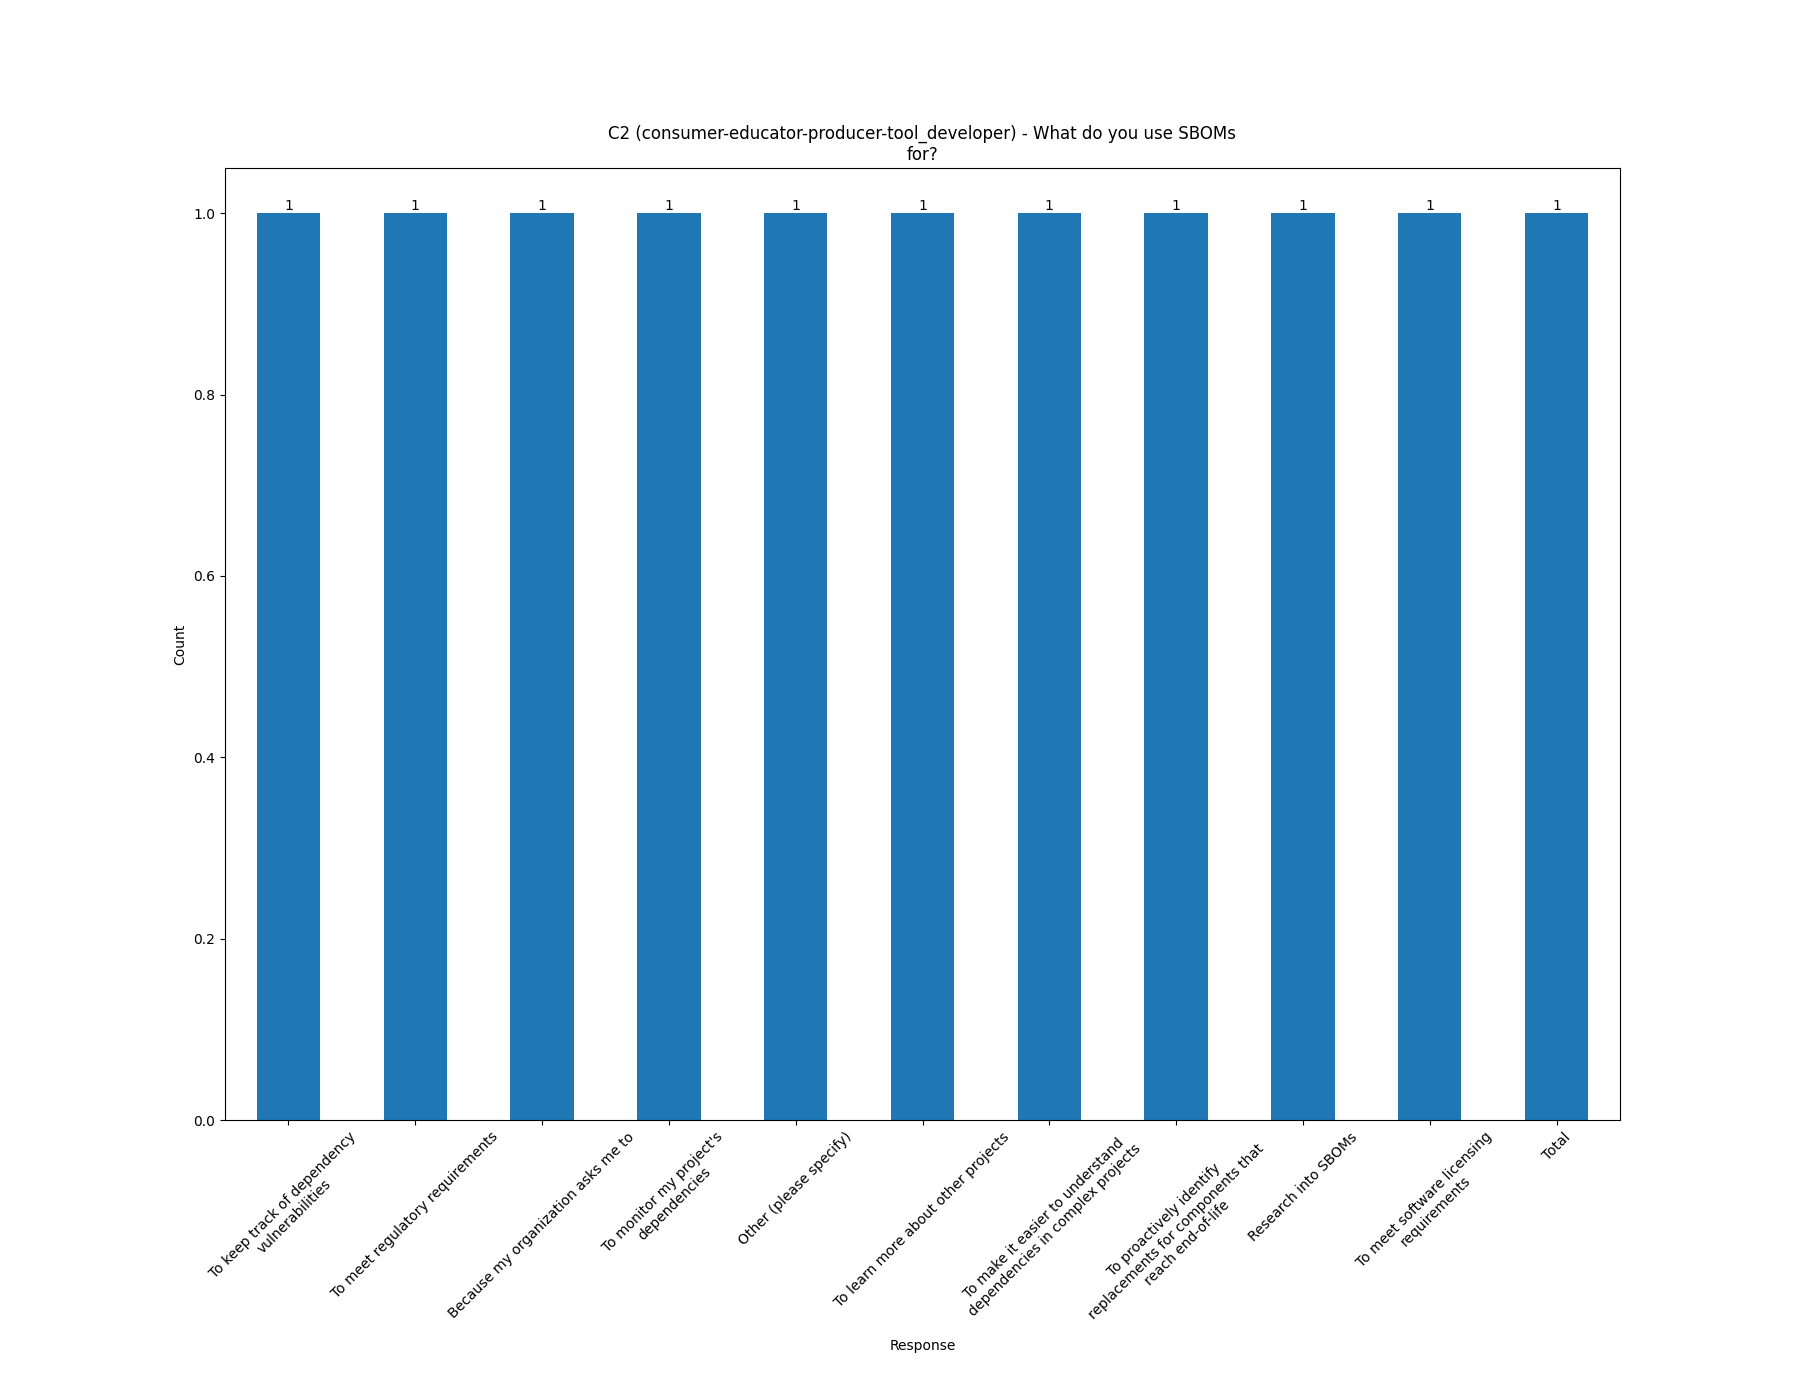 C2 (consumer-educator-producer-tool_developer) - What do you use SBOMs
for?
1 1 1 1 1 1 1 1 1 1 1
1.0
0.8
0.6
0.4
0.2
0.0
Count
To keep track of dependency
vulnerabilities
To meet regulatory requirements
Because my organization asks me to
To monitor my project's
dependencies
Other (please specify)
To learn more about other projects
To make it easier to understand
dependencies in complex projects
To proactively identify
replacements for components that
reach end-of-life
Research into SBOMs
To meet software licensing
requirements
Total
Response